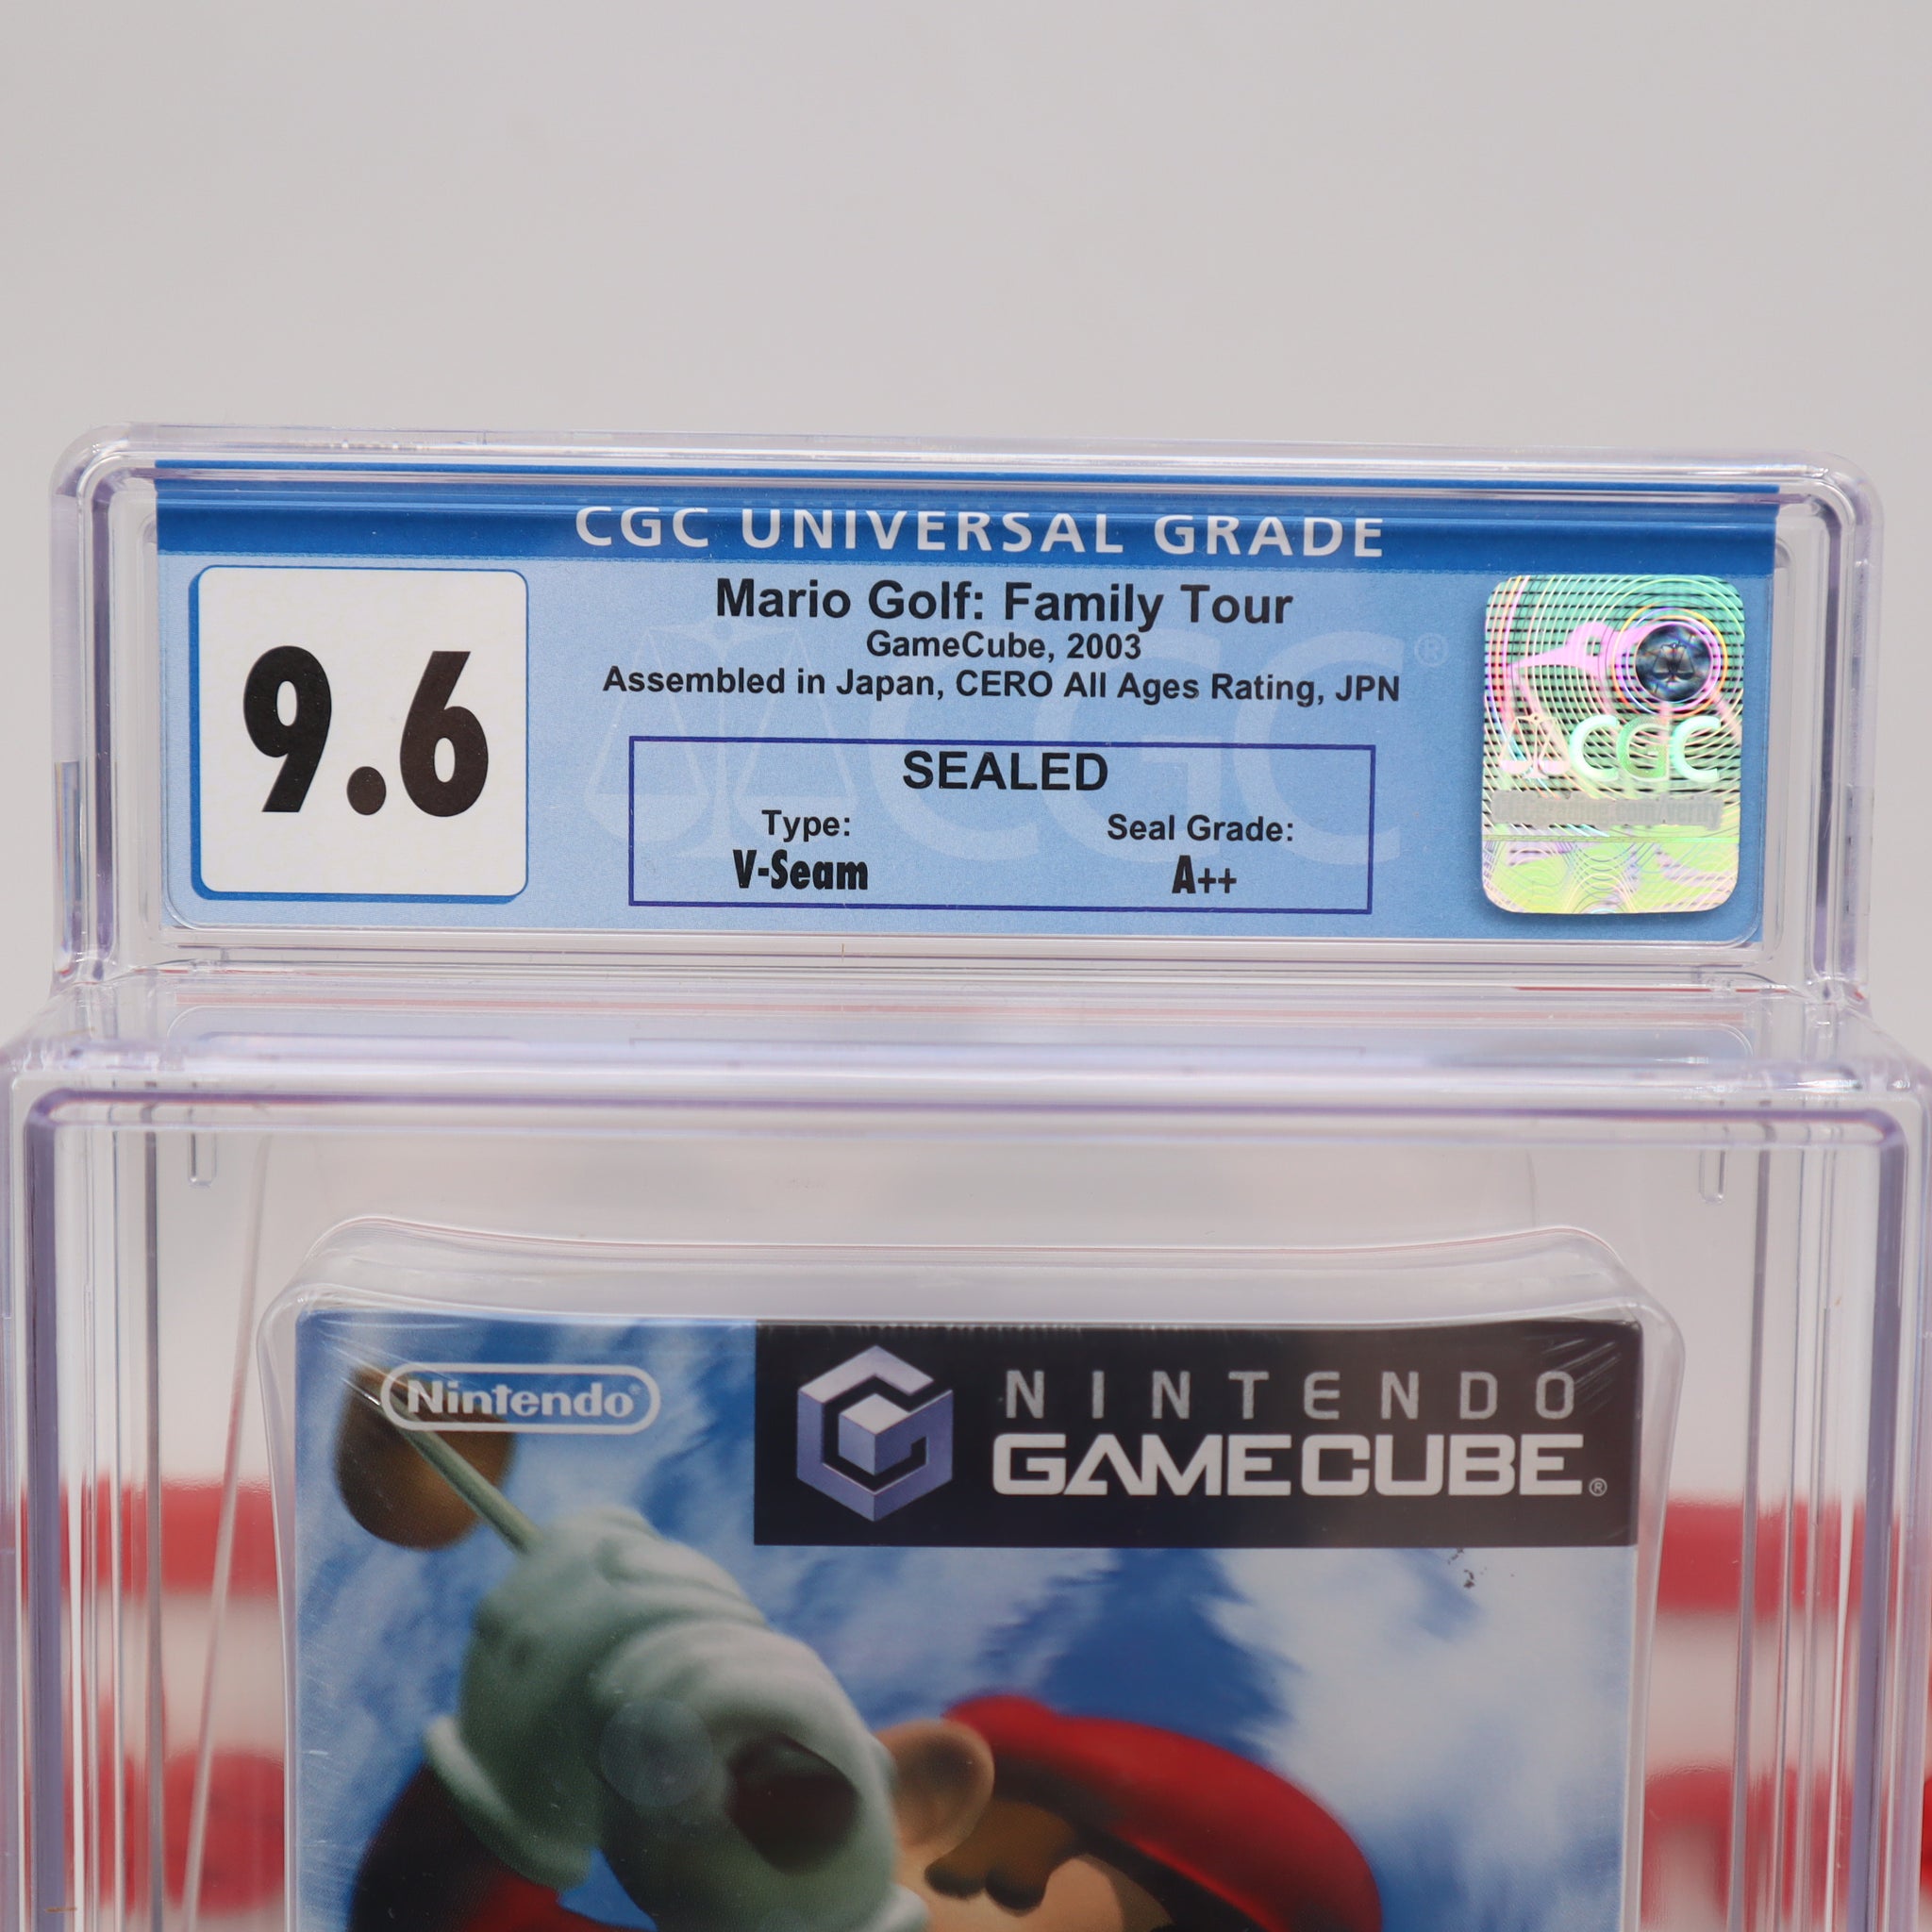 CGC UNIVERSAL GRADE
9.6
Mario Golf: Family Tour
GameCube, 2003
Assembled in Japan, CERO All Ages Rating, JPN
SEALED
Type:
V-Seam
Seal Grade:
A++
CGC®
CGC
Nintendo®
NINTENDO
GAMECUBE®